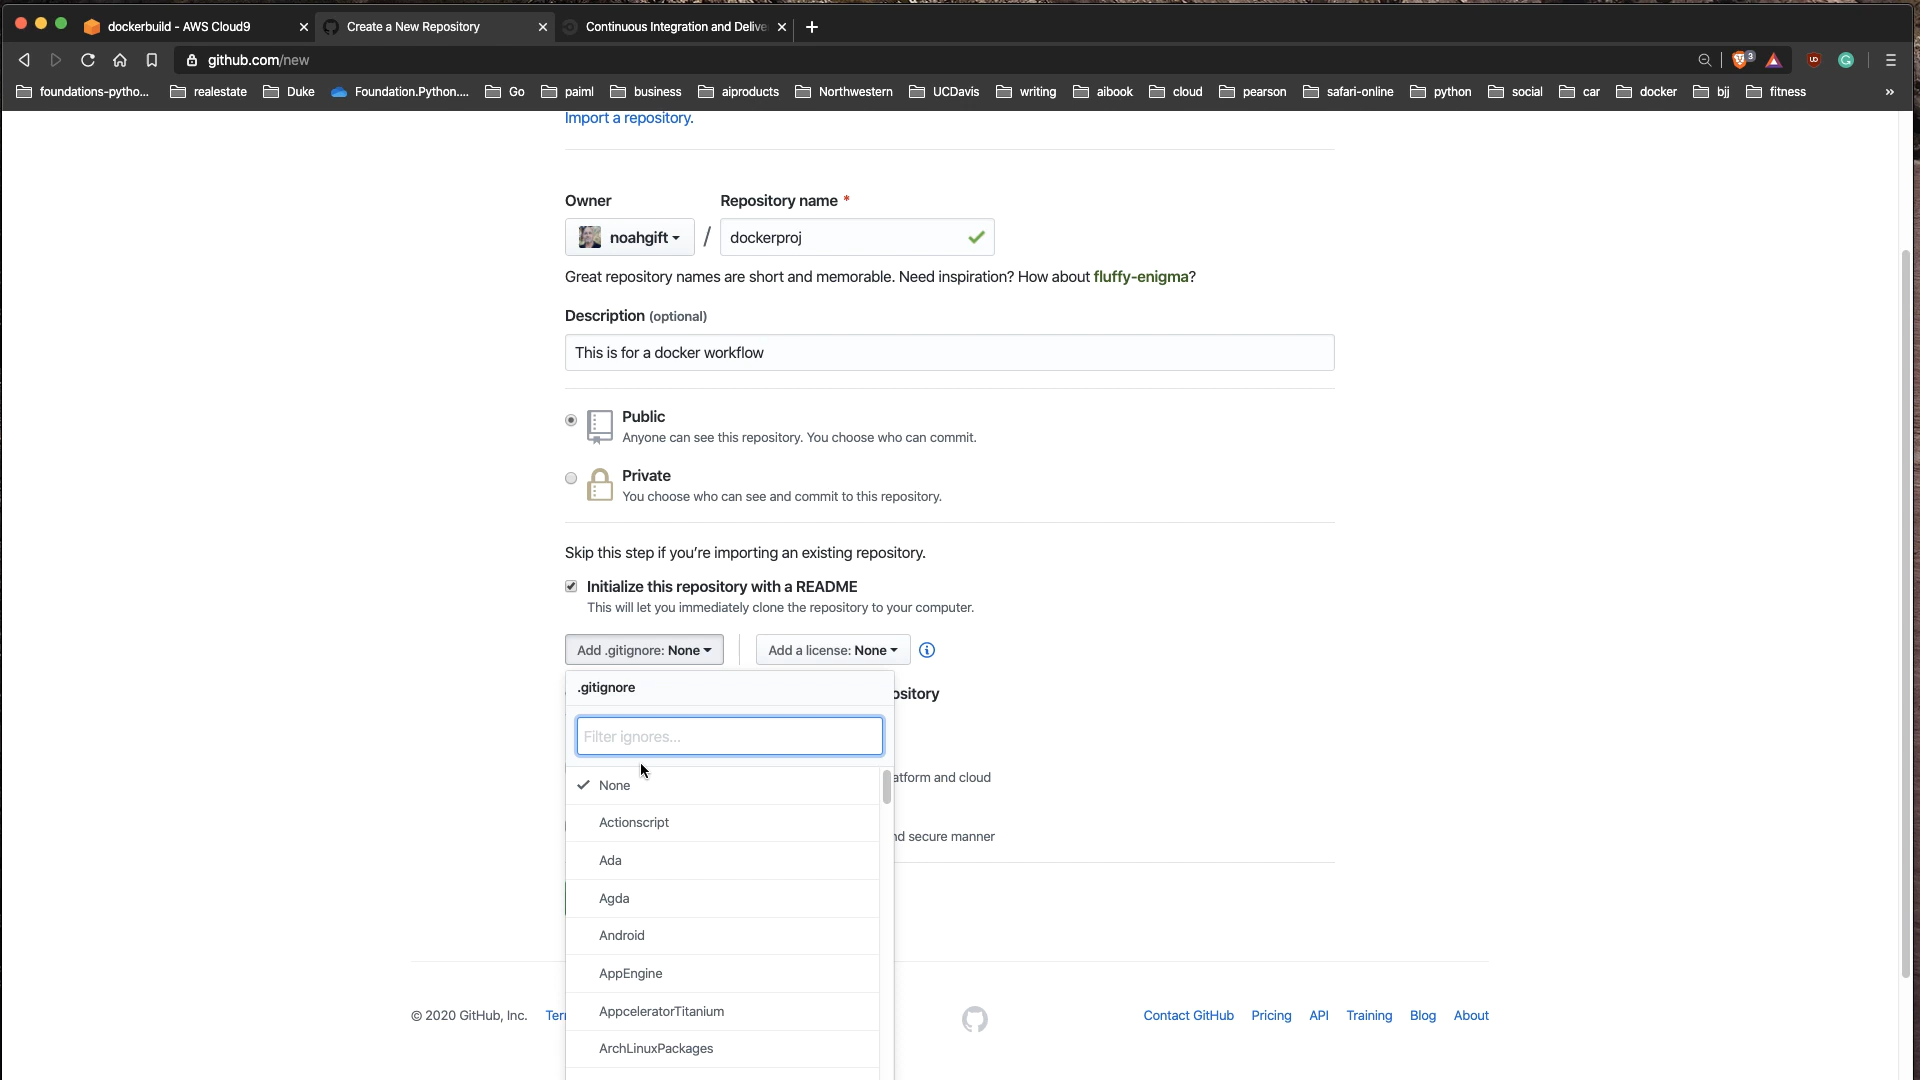 dockerbuild - AWS Cloud9
Create a New Repository
Continuous Integration and Delive
github.com/new
3
UD
G
foundations-pytho...
realestate
Duke
Foundation.Python....
Go
paiml
business
aiproducts
Northwestern
UCDavis
writing
aibook
cloud
pearson
safari-online
python
social
car
docker
bjj
fitness
»
Import a repository.
Owner
Repository name *
noahgift
/
dockerproj
Great repository names are short and memorable. Need inspiration? How about fluffy-enigma?
Description (optional)
This is for a docker workflow
Public
Anyone can see this repository. You choose who can commit.
Private
You choose who can see and commit to this repository.
Skip this step if you’re importing an existing repository.
Initialize this repository with a README
This will let you immediately clone the repository to your computer.
Add .gitignore: None
Add a license: None
.gitignore
ository
Filter ignores...
None
atform and cloud
Actionscript
nd secure manner
Ada
Agda
Android
AppEngine
AppceleratorTitanium
ArchLinuxPackages
© 2020 GitHub, Inc.
Ter
Contact GitHub
Pricing
API
Training
Blog
About